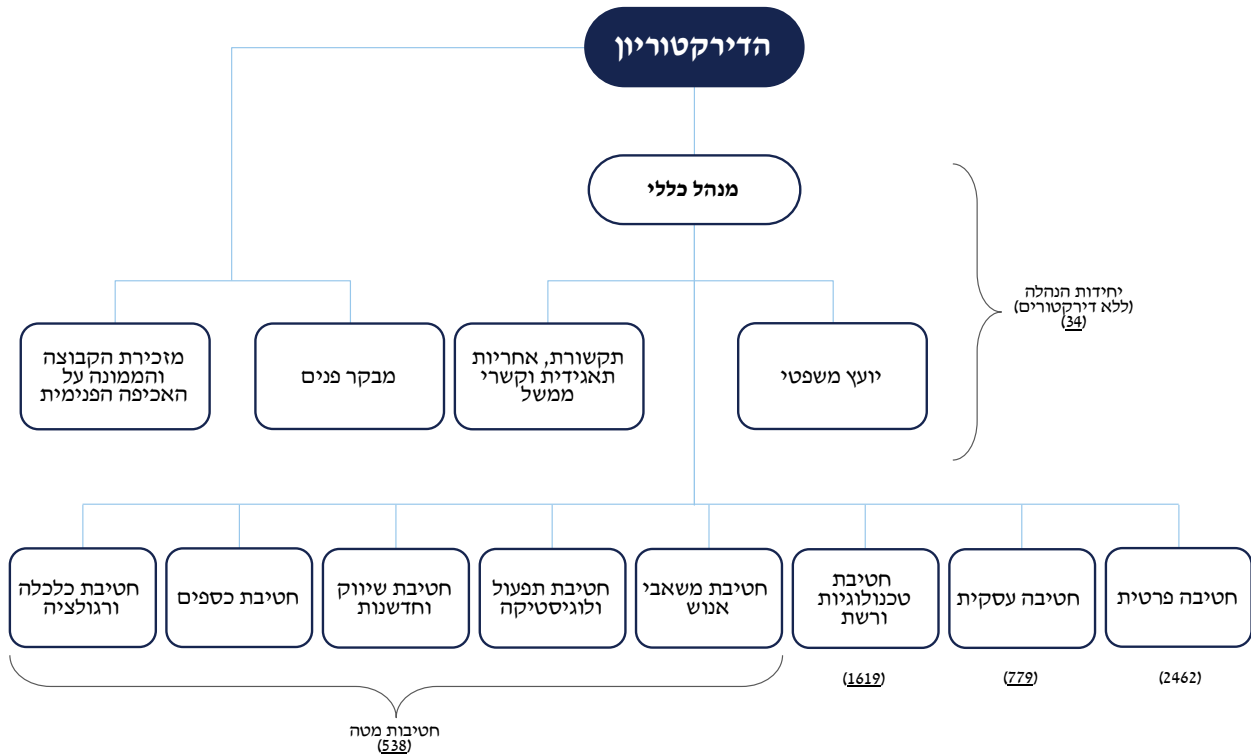 הדירקטוריון
מנהל כללי
יחידות הנהלה
(ללא דירקטורים)
(34)
יועץ משפטי
תקשורת, אחריות
תאגידית וקשרי
ממשל
מבקר פנים
מזכירת הקבוצה
והממונה על
האכיפה הפנימית
חטיבה פרטית
(2462)
חטיבה עסקית
(779)
חטיבת
טכנולוגיות
ורשת
(1619)
חטיבת משאבי
אנוש
חטיבת תפעול
ולוגיסטיקה
חטיבת שיווק
וחדשנות
חטיבת כספים
חטיבת כלכלה
ורגולציה
חטיבות מטה
(538)